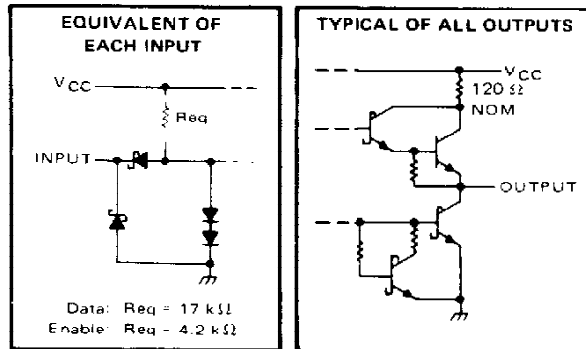 EQUIVALENT OF
EACH INPUT
VCC
Req
INPUT
Data: Req = 17 kΩ
Enable: Req = 4.2 kΩ
TYPICAL OF ALL OUTPUTS
VCC
120 Ω
NOM
OUTPUT